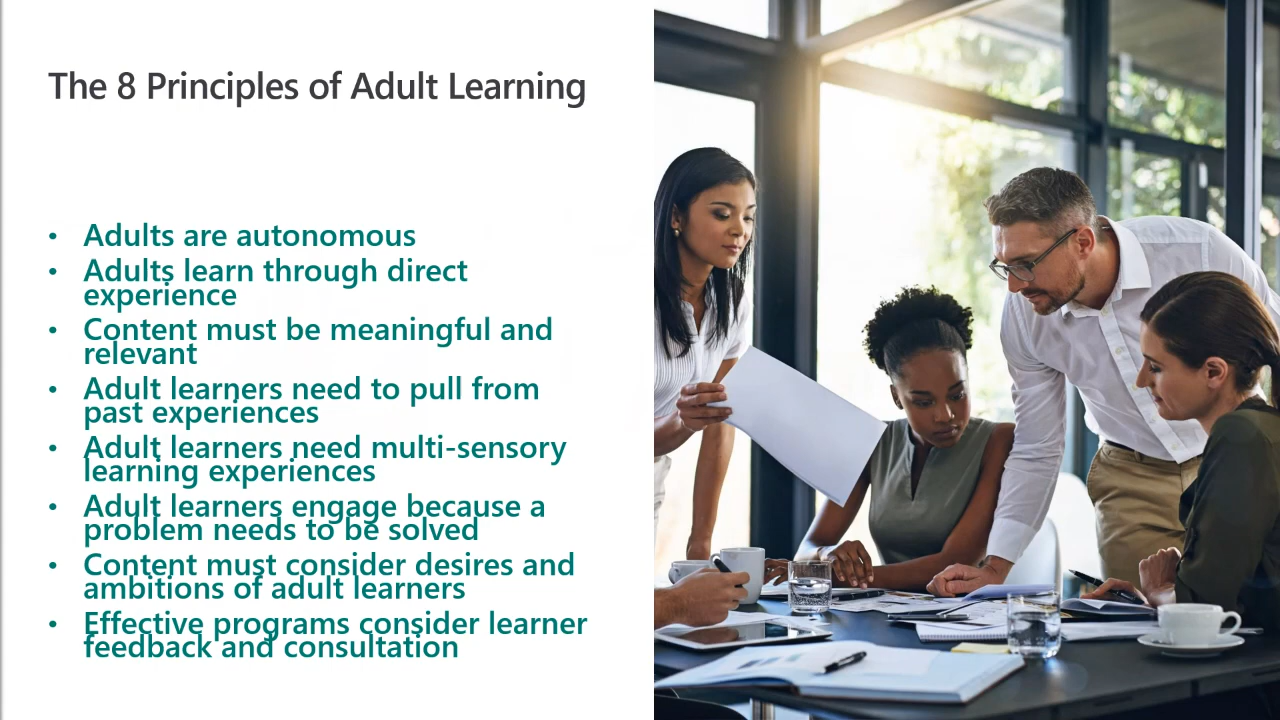 The 8 Principles of Adult Learning
• Adults are autonomous
• Adults learn through direct
experience
• Content must be meaningful and
relevant
• Adult learners need to pull from
past experiences
• Adult learners need multi-sensory
learning experiences
• Adult learners engage because a
problem needs to be solved
• Content must consider desires and
ambitions of adult learners
• Effective programs consider learner
feedback and consultation